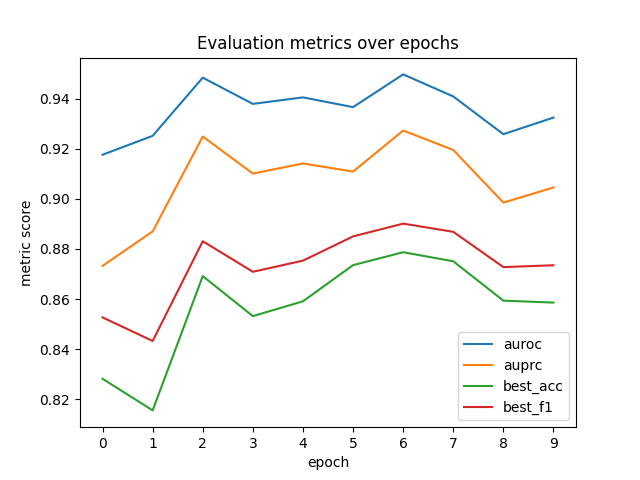 Evaluation metrics over epochs
metric score
0.94
0.92
0.90
0.88
0.86
0.84
0.82
auroc
auprc
best_acc
best_f1
0 1 2 3 4 5 6 7 8 9
epoch